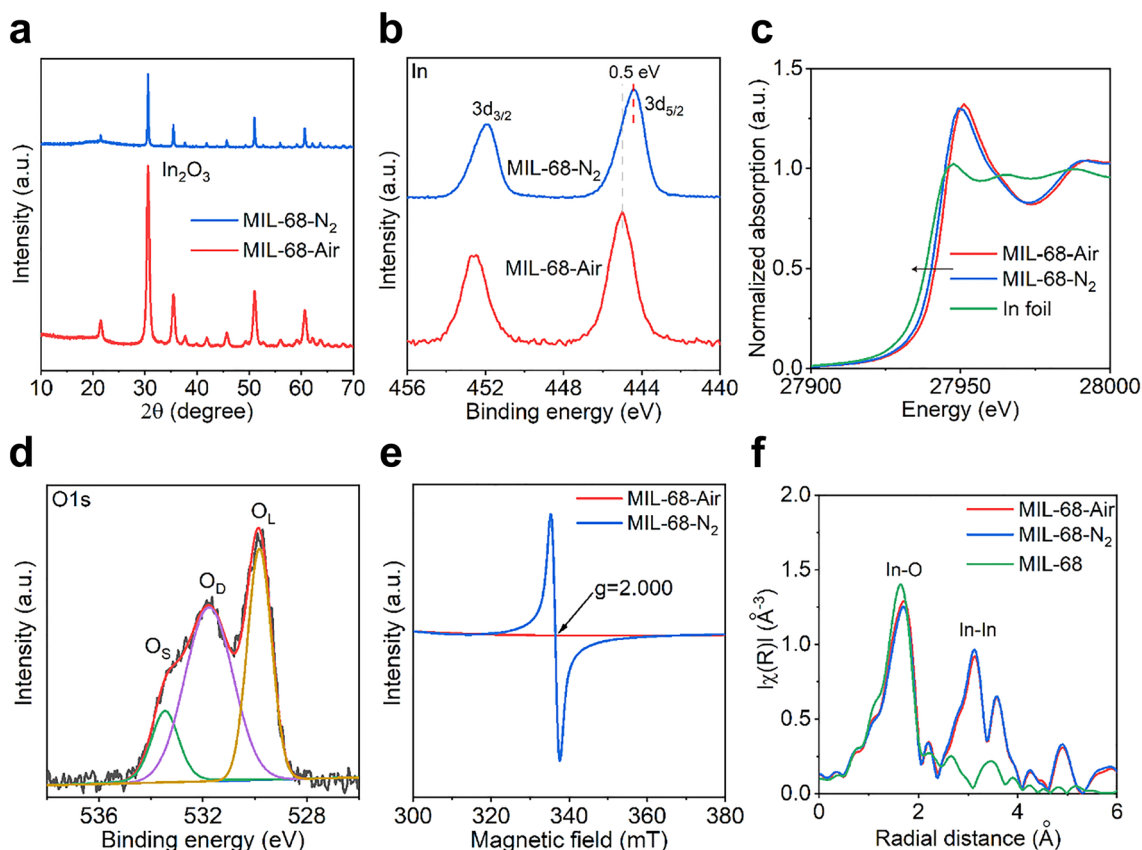 a
In₂O₃
MIL-68-N₂
MIL-68-Air
Intensity (a.u.)
10 20 30 40 50 60 70
2θ (degree)
b
In
0.5 eV
3d₃/₂
3d₅/₂
MIL-68-N₂
MIL-68-Air
Intensity (a.u.)
456 452 448 444 440
Binding energy (eV)
c
Normalized absorption (a.u.)
1.5
1.0
0.5
0.0
MIL-68-Air
MIL-68-N₂
In foil
27900 27950 28000
Energy (eV)
d
O1s
O_L
O_D
O_S
Intensity (a.u.)
536 532 528
Binding energy (eV)
e
MIL-68-Air
MIL-68-N₂
g=2.000
Intensity (a.u.)
300 320 340 360 380
Magnetic field (mT)
f
2.0
1.5
1.0
0.5
0.0
|χ(R)| (Å⁻³)
MIL-68-Air
MIL-68-N₂
MIL-68
In-O
In-In
0 2 4 6
Radial distance (Å)